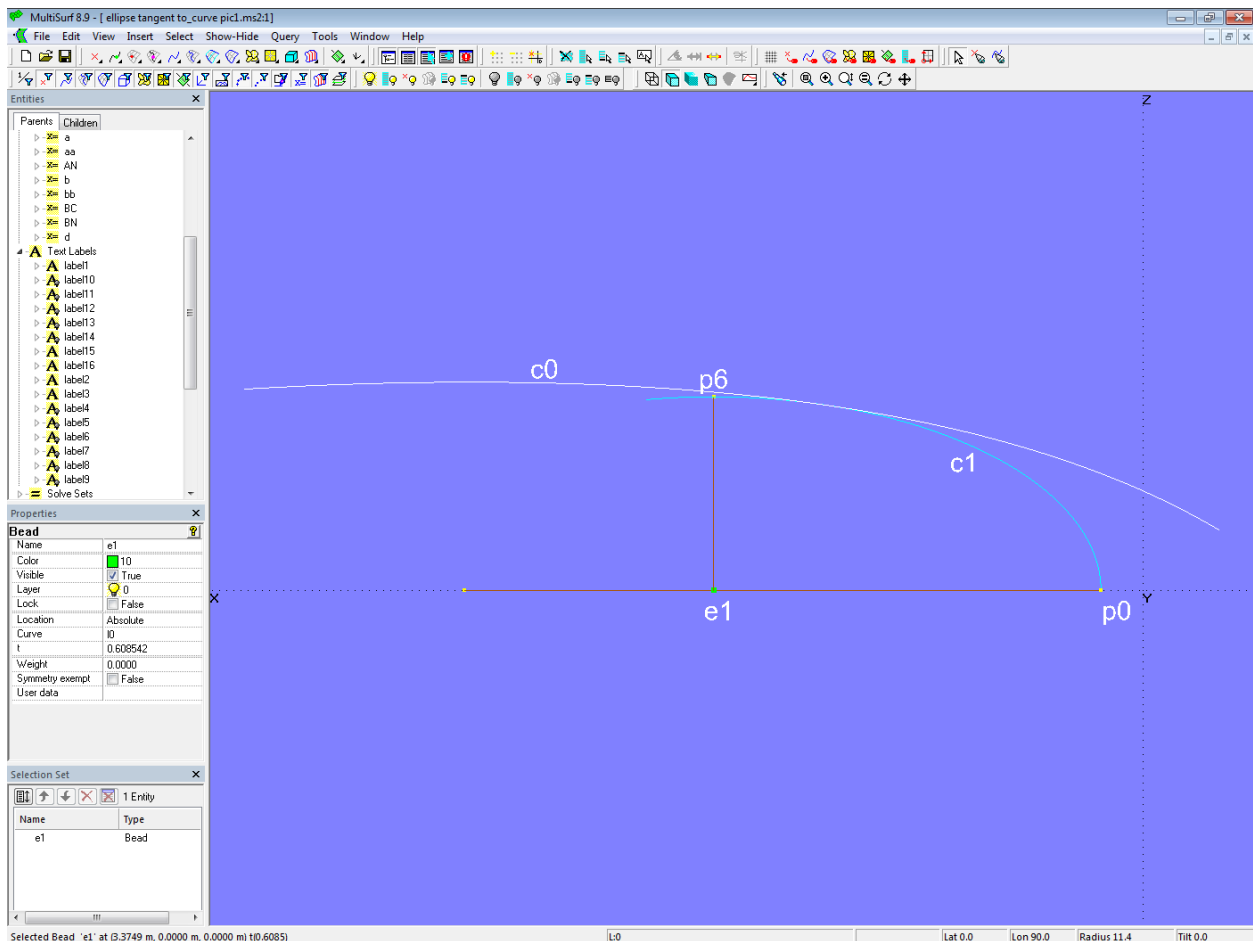 MultiSurf 8.9 - [ ellipse tangent to_curve pic1.ms2:1]
File Edit View Insert Select Show-Hide Query Tools Window Help
Entities
Parents Children
a
aa
AN
b
bb
BC
BN
d
Text Labels
label1
label10
label11
label12
label13
label14
label15
label16
label2
label3
label4
label5
label6
label7
label8
label9
Solve Sets
Properties
Bead
Name e1
Color 10
Visible True
Layer 0
Lock False
Location Absolute
Curve l0
t 0.608542
Weight 0.0000
Symmetry exempt False
User data
Selection Set
1 Entity
Name Type
e1 Bead
Z
c0
p6
c1
X
Y
e1
p0
Selected Bead 'e1' at (3.3749 m, 0.0000 m, 0.0000 m) t(0.6085)
L:0
Lat 0.0
Lon 90.0
Radius 11.4
Tilt 0.0